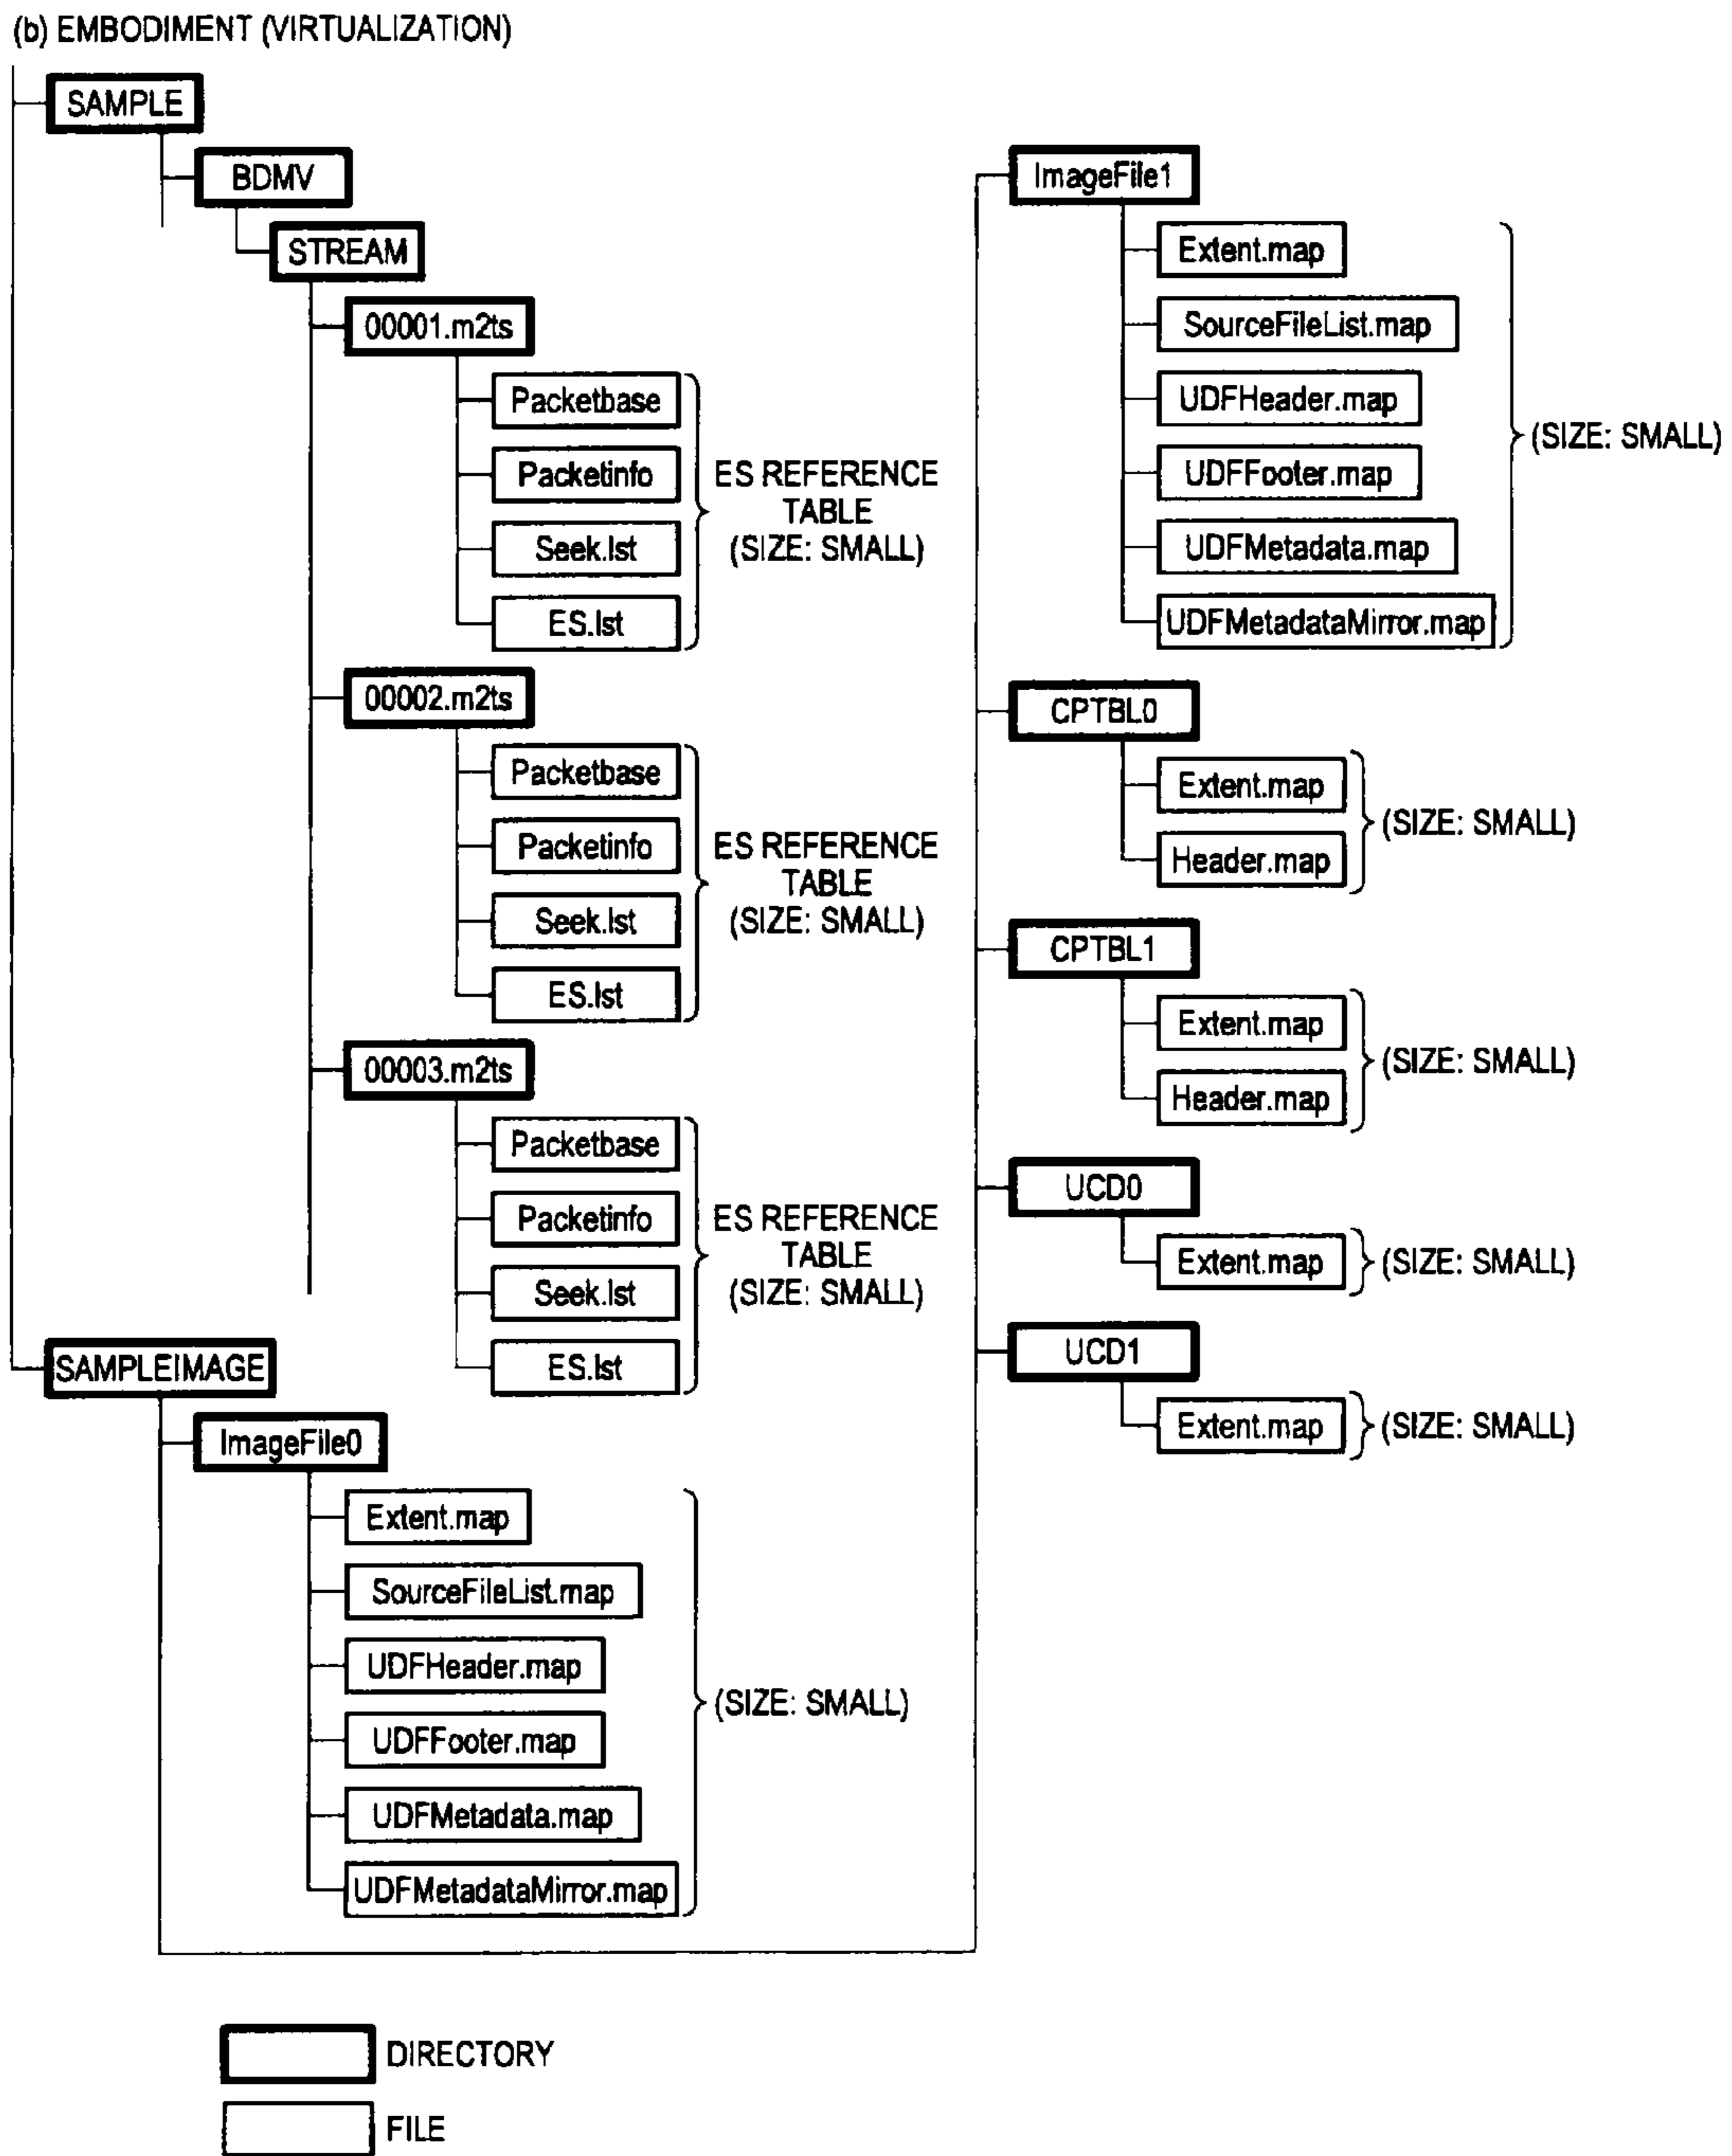 (b) EMBODIMENT (VIRTUALIZATION)
SAMPLE
BDMV
STREAM
00001.m2ts
Packetbase
Packetinfo
Seek.lst
ES.lst
ES REFERENCE
TABLE
(SIZE: SMALL)
00002.m2ts
Packetbase
Packetinfo
Seek.lst
ES.lst
ES REFERENCE
TABLE
(SIZE: SMALL)
00003.m2ts
Packetbase
Packetinfo
Seek.lst
ES.lst
ES REFERENCE
TABLE
(SIZE: SMALL)
SAMPLEIMAGE
ImageFile0
Extent.map
SourceFileList.map
UDFHeader.map
UDFFooter.map
UDFMetadata.map
UDFMetadataMirror.map
(SIZE: SMALL)
ImageFile1
Extent.map
SourceFileList.map
UDFHeader.map
UDFFooter.map
UDFMetadata.map
UDFMetadataMirror.map
(SIZE: SMALL)
CPTBL0
Extent.map
Header.map
(SIZE: SMALL)
CPTBL1
Extent.map
Header.map
(SIZE: SMALL)
UCD0
Extent.map
(SIZE: SMALL)
UCD1
Extent.map
(SIZE: SMALL)
DIRECTORY
FILE